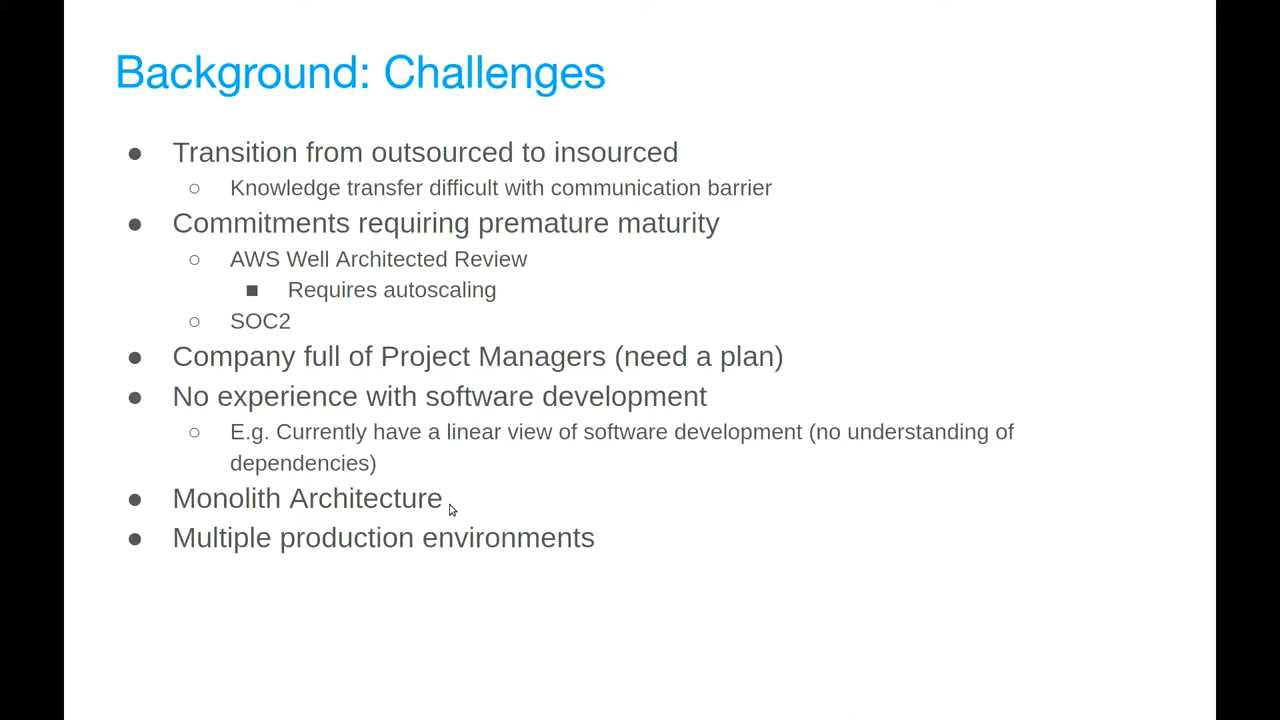 Background: Challenges
● Transition from outsourced to insourced
○ Knowledge transfer difficult with communication barrier
● Commitments requiring premature maturity
○ AWS Well Architected Review
■ Requires autoscaling
○ SOC2
● Company full of Project Managers (need a plan)
● No experience with software development
○ E.g. Currently have a linear view of software development (no understanding of
dependencies)
● Monolith Architecture
● Multiple production environments